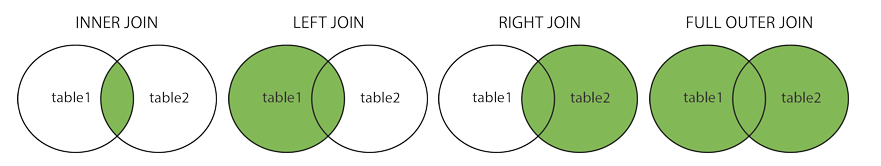 INNER JOIN
LEFT JOIN
RIGHT JOIN
FULL OUTER JOIN
table1
table2
table1
table2
table1
table2
table1
table2